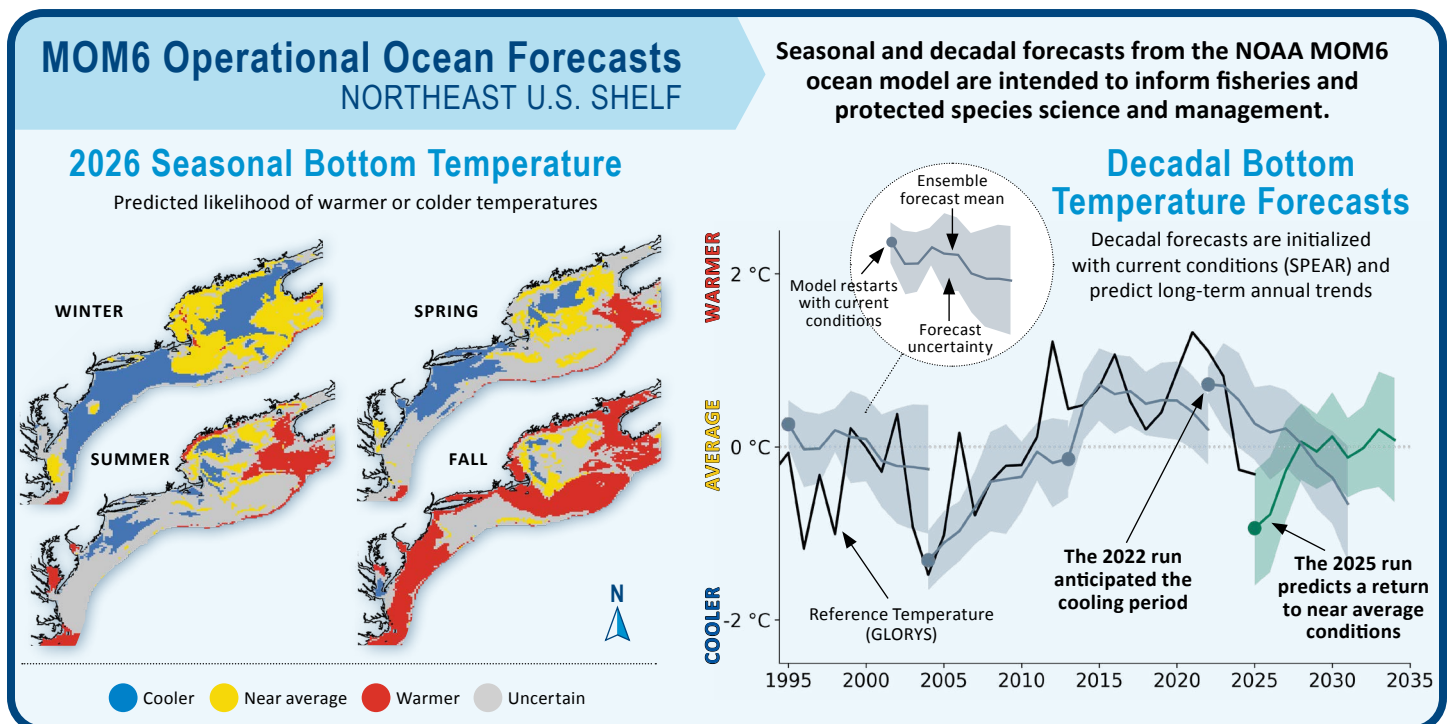 MOM6 Operational Ocean Forecasts
NORTHEAST U.S. SHELF
Seasonal and decadal forecasts from the NOAA MOM6
ocean model are intended to inform fisheries and
protected species science and management.
2026 Seasonal Bottom Temperature
Predicted likelihood of warmer or colder temperatures
WINTER
SPRING
SUMMER
FALL
N
Cooler
Near average
Warmer
Uncertain
Decadal Bottom
Temperature Forecasts
Decadal forecasts are initialized
with current conditions (SPEAR) and
predict long-term annual trends
Ensemble
forecast mean
Model restarts
with current
conditions
Forecast
uncertainty
WARMER
AVERAGE
COOLER
2 °C
0 °C
-2 °C
Reference Temperature
(GLORYS)
The 2022 run
anticipated the
cooling period
The 2025 run
predicts a return
to near average
conditions
1995 2000 2005 2010 2015 2020 2025 2030 2035